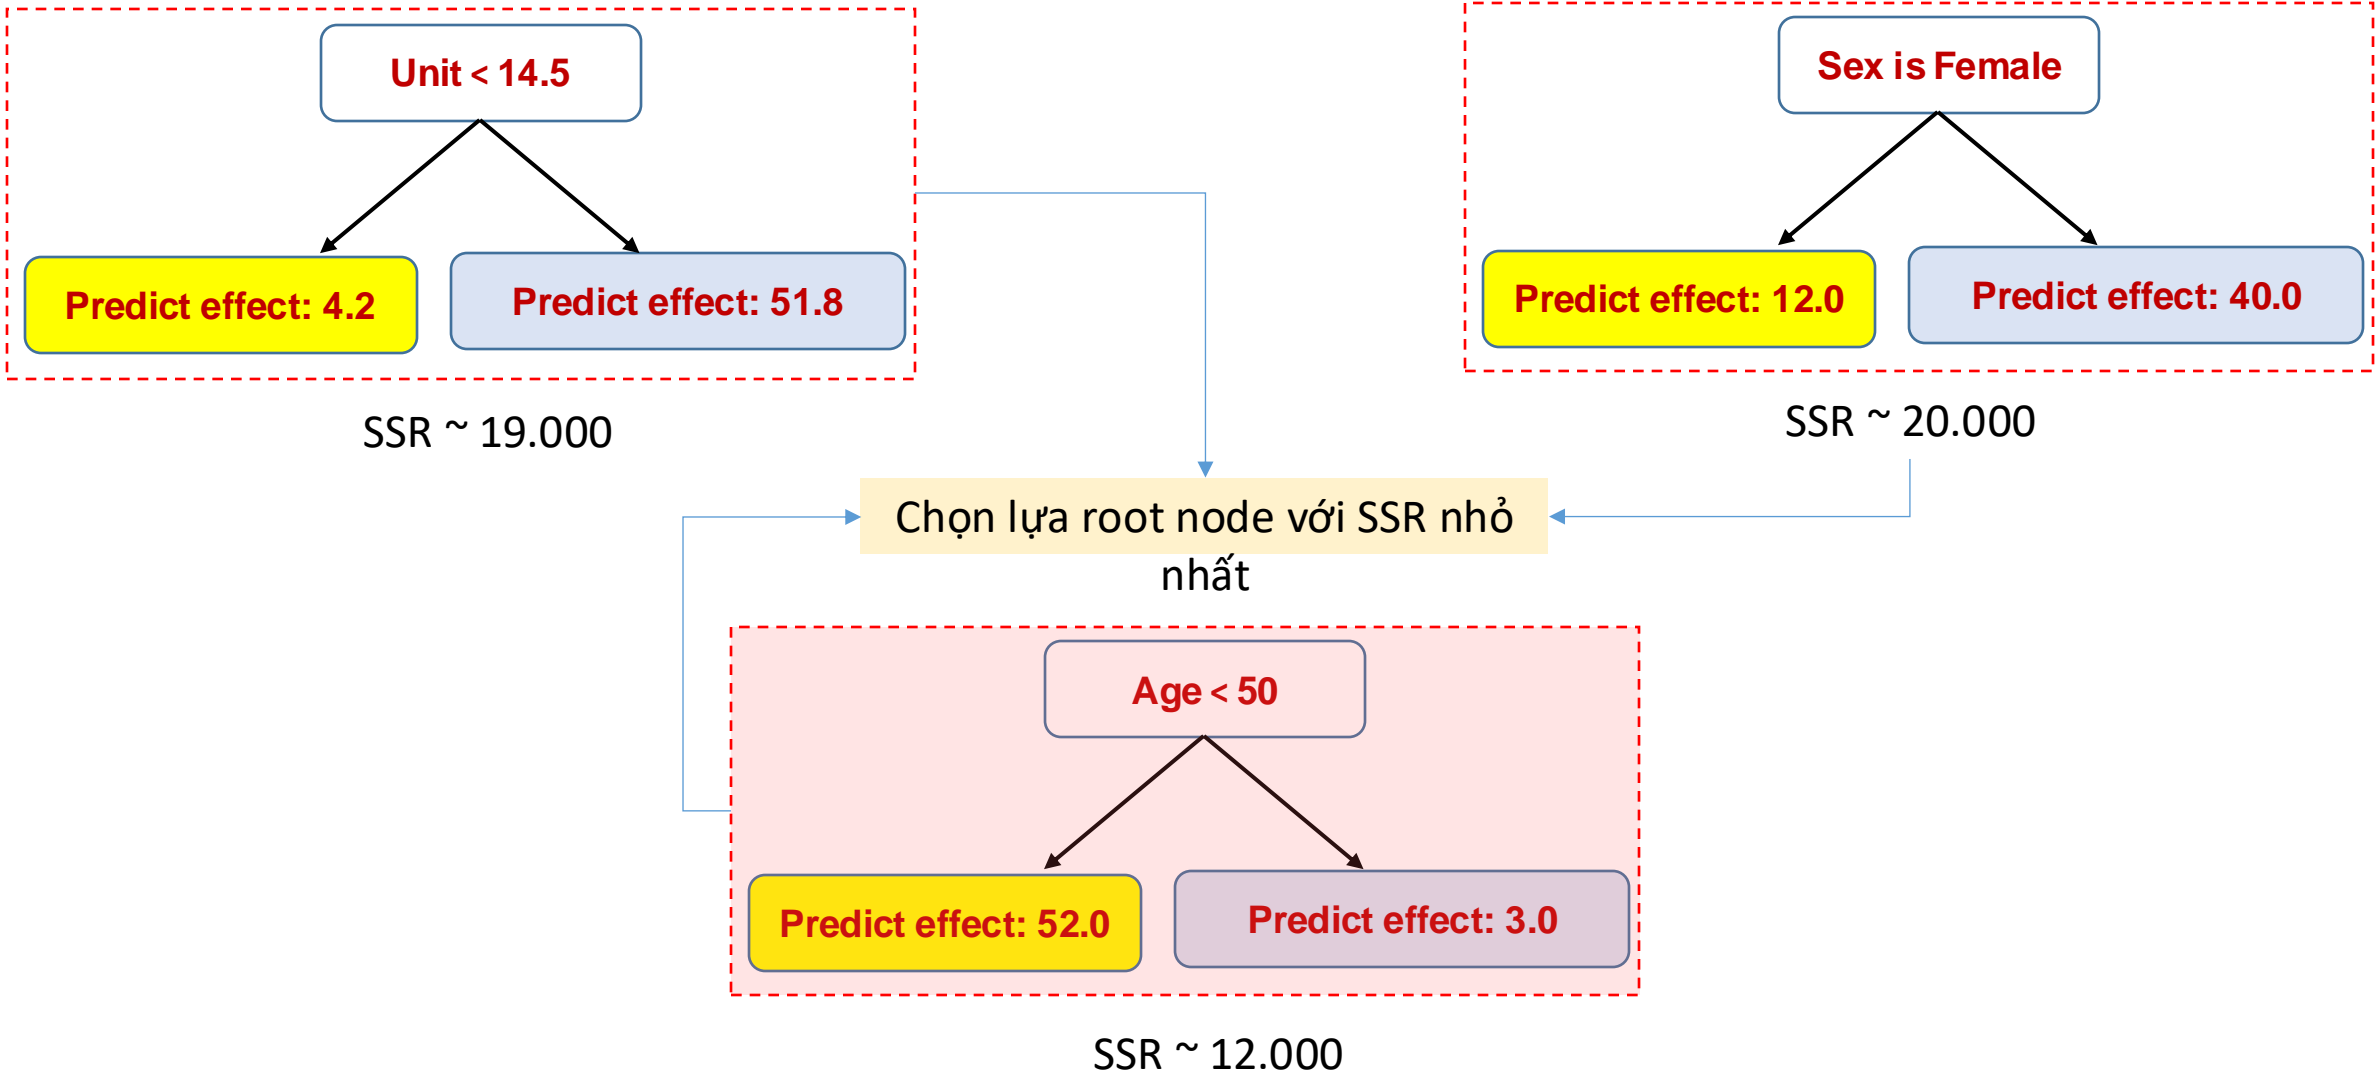 Unit < 14.5
Predict effect: 4.2
Predict effect: 51.8
SSR ~ 19.000
Sex is Female
Predict effect: 12.0
Predict effect: 40.0
SSR ~ 20.000
Chọn lựa root node với SSR nhỏ
nhất
Age < 50
Predict effect: 52.0
Predict effect: 3.0
SSR ~ 12.000